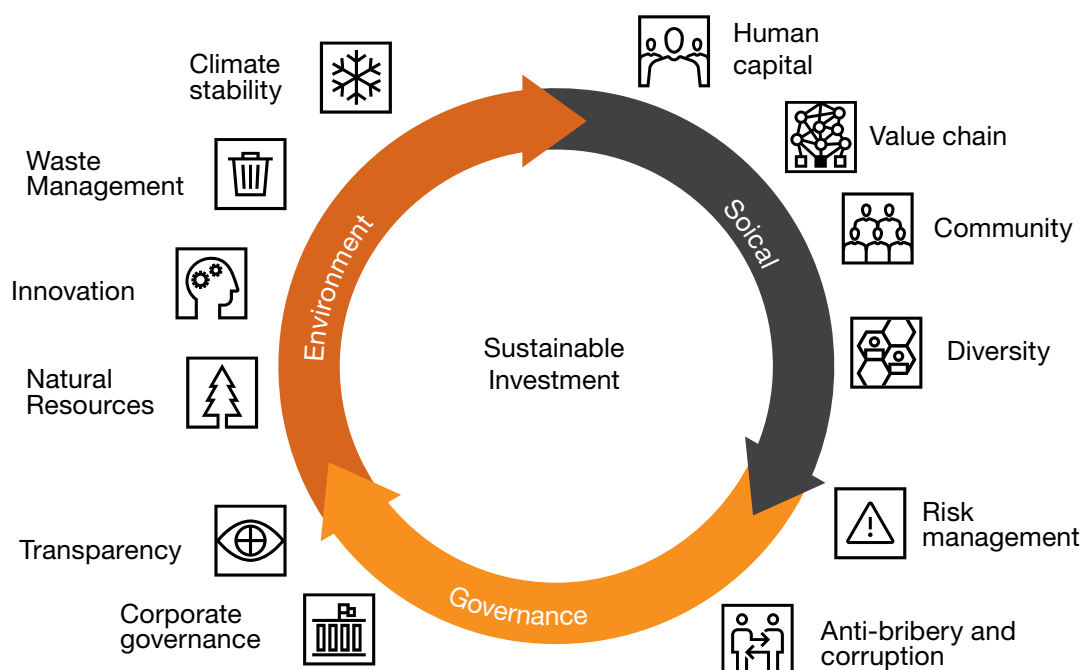 Human
capital
Climate
stability
Value chain
Waste
Management
Community
Soical
Environment
Innovation
Diversity
Sustainable
Investment
Natural
Resources
Risk
management
Transparency
Governance
Corporate
governance
Anti-bribery and
corruption